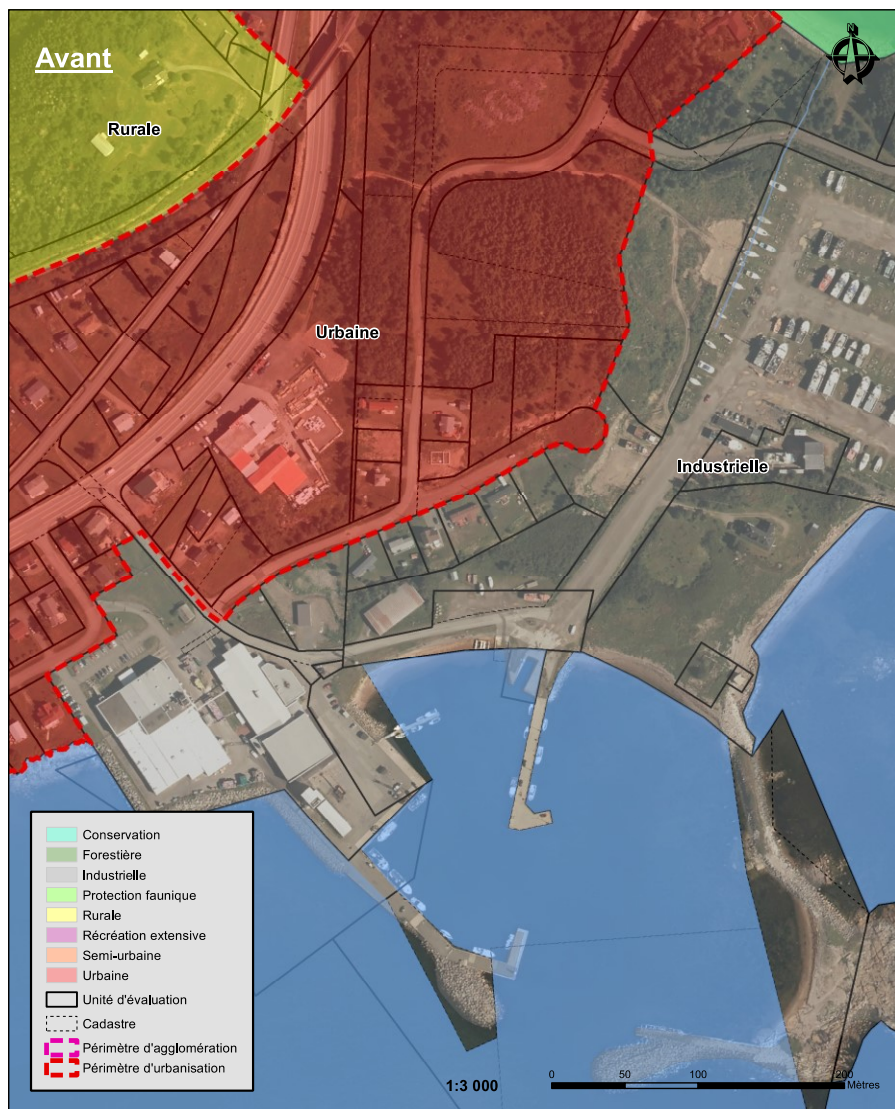 Avant
Rurale
Urbaine
Industrielle
Conservation
Forestière
Industrielle
Protection faunique
Rurale
Récréation extensive
Semi-urbaine
Urbaine
Unité d'évaluation
Cadastre
Périmètre d'agglomération
Périmètre d'urbanisation
1:3 000
0 50 100 200
Mètres